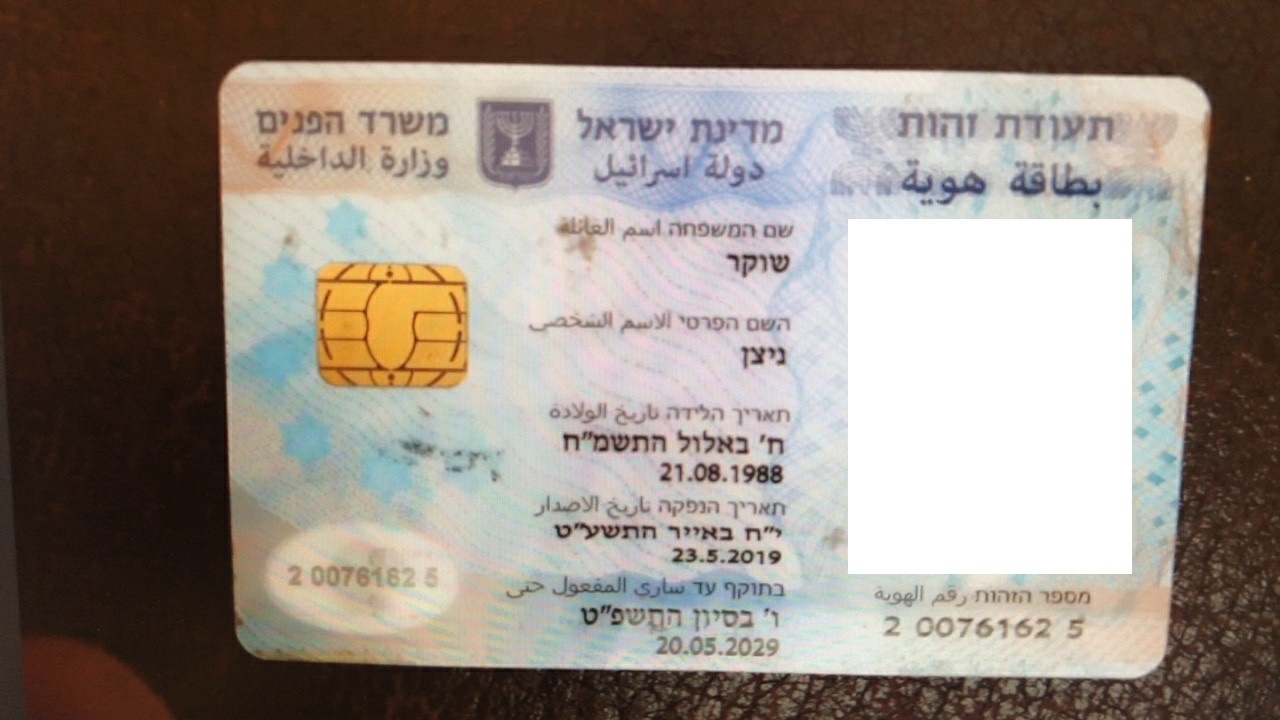 תעודת זהות
بطاقة هوية
מדינת ישראל
دولة اسرائيل
משרד הפנים
وزارة الداخلية
שם המשפחה اسم العائلة
שוקר
השם הפרטי الاسم الشخصي
ניצן
תאריך הלידה تاريخ الولادة
ח׳ באלול התשמ״ח
21.08.1988
תאריך הנפקה تاريخ الاصدار
י״ח באייר התשע״ט
23.5.2019
בתוקף עד ساري المفعول حتى
ו׳ בסיון התשפ״ט
20.05.2029
מספר הזהות رقم الهوية
2 0076162 5
2 0076162 5